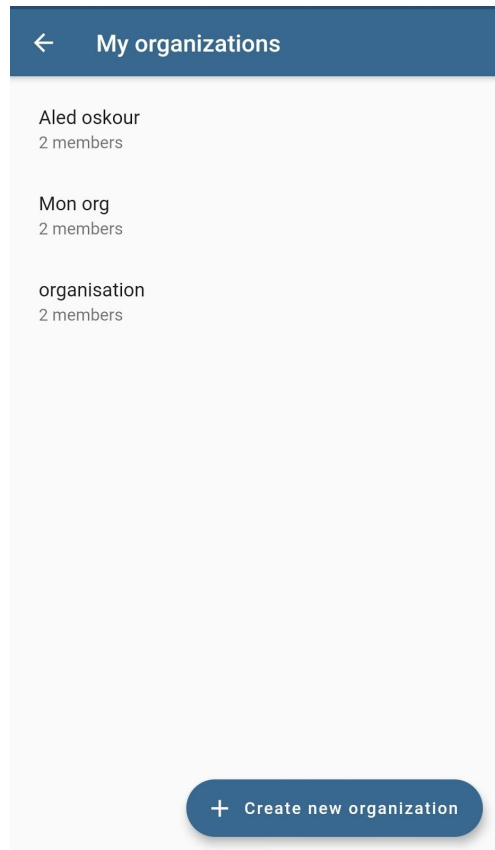 My organizations
Aled oskour
2 members
Mon org
2 members
organisation
2 members
Create new organization